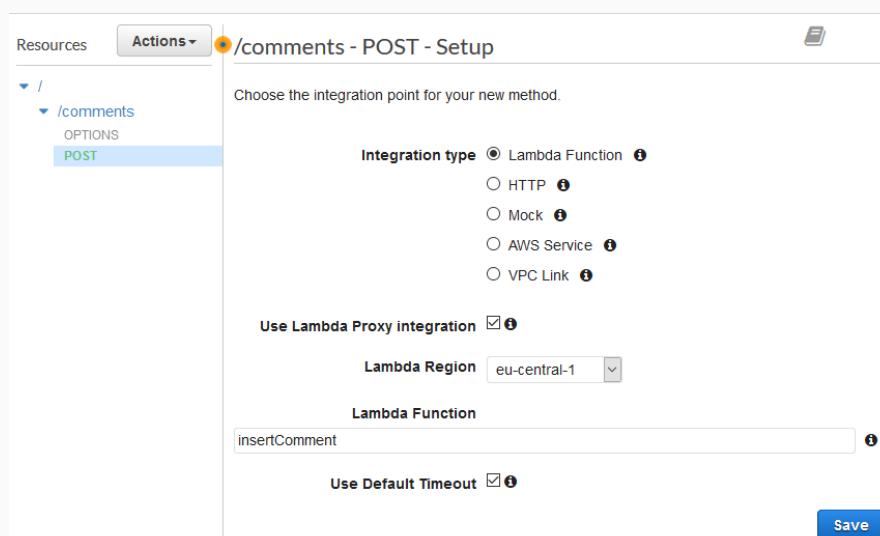 Resources
Actions
/comments - POST - Setup
/
/comments
OPTIONS
POST
Choose the integration point for your new method.
Integration type
Lambda Function
HTTP
Mock
AWS Service
VPC Link
Use Lambda Proxy integration
Lambda Region
eu-central-1
Lambda Function
insertComment
Use Default Timeout
Save